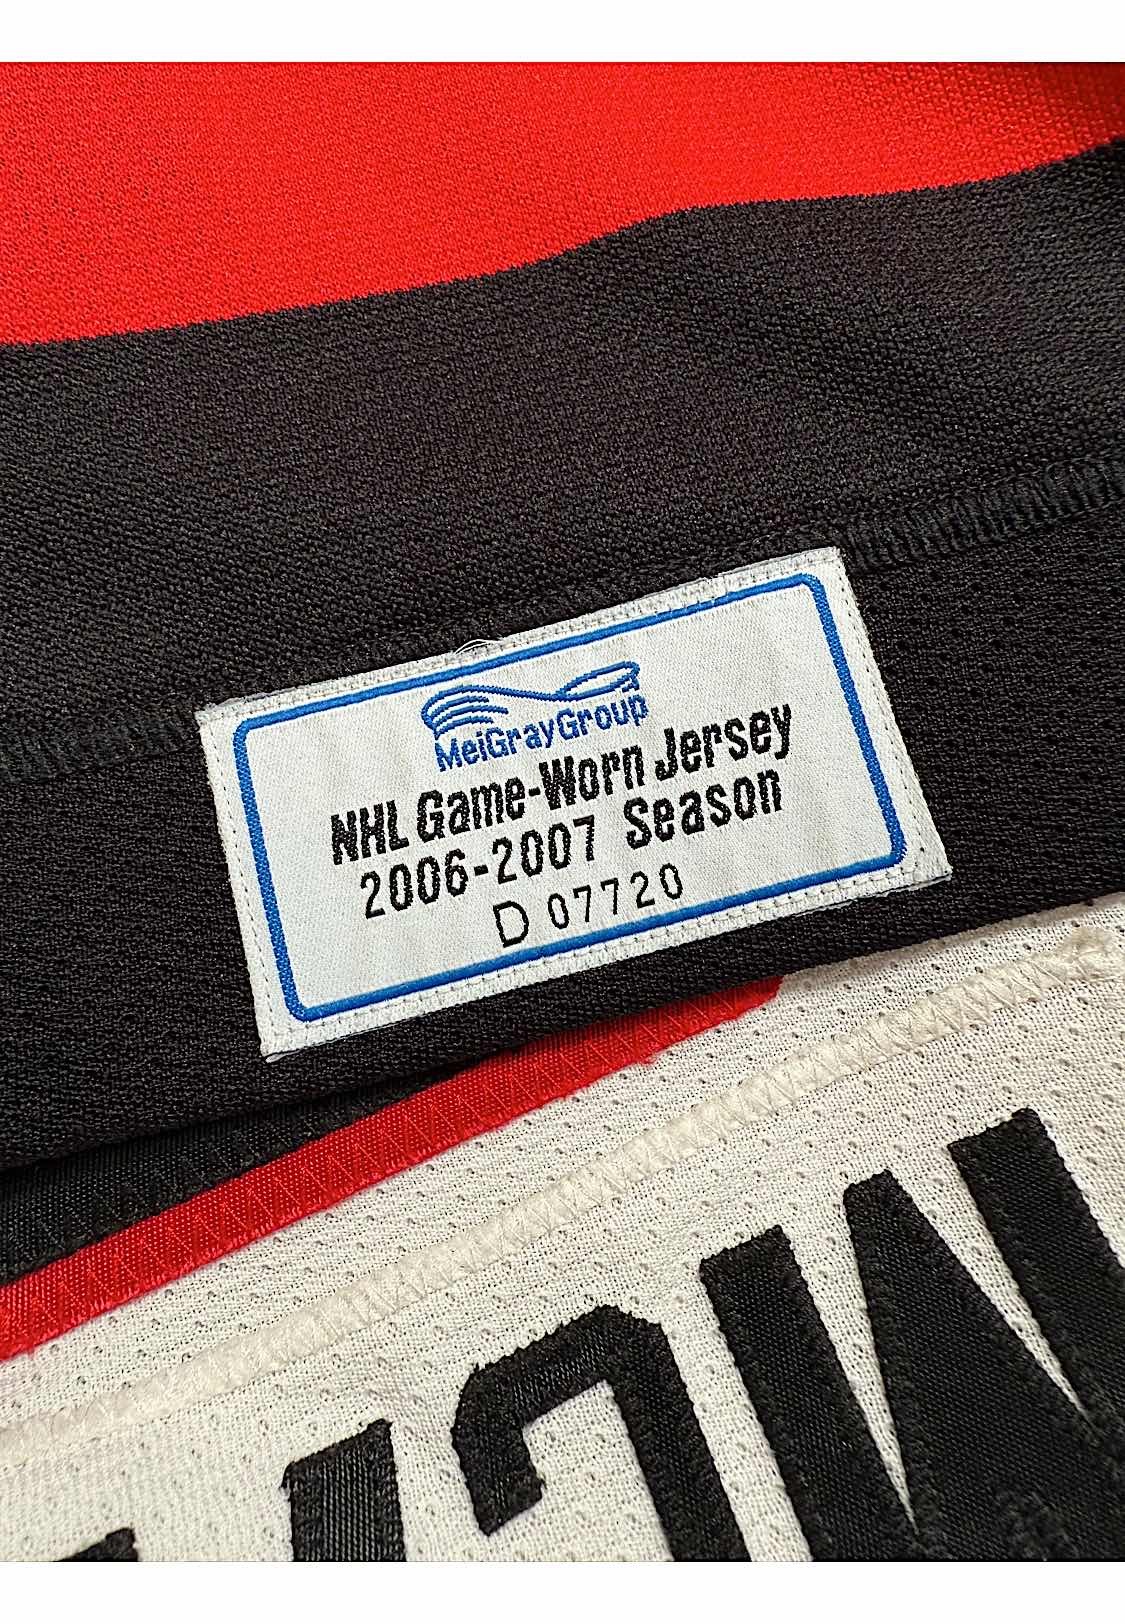 MeiGrayGroup
NHL Game-Worn Jersey
2006-2007 Season
D 07720